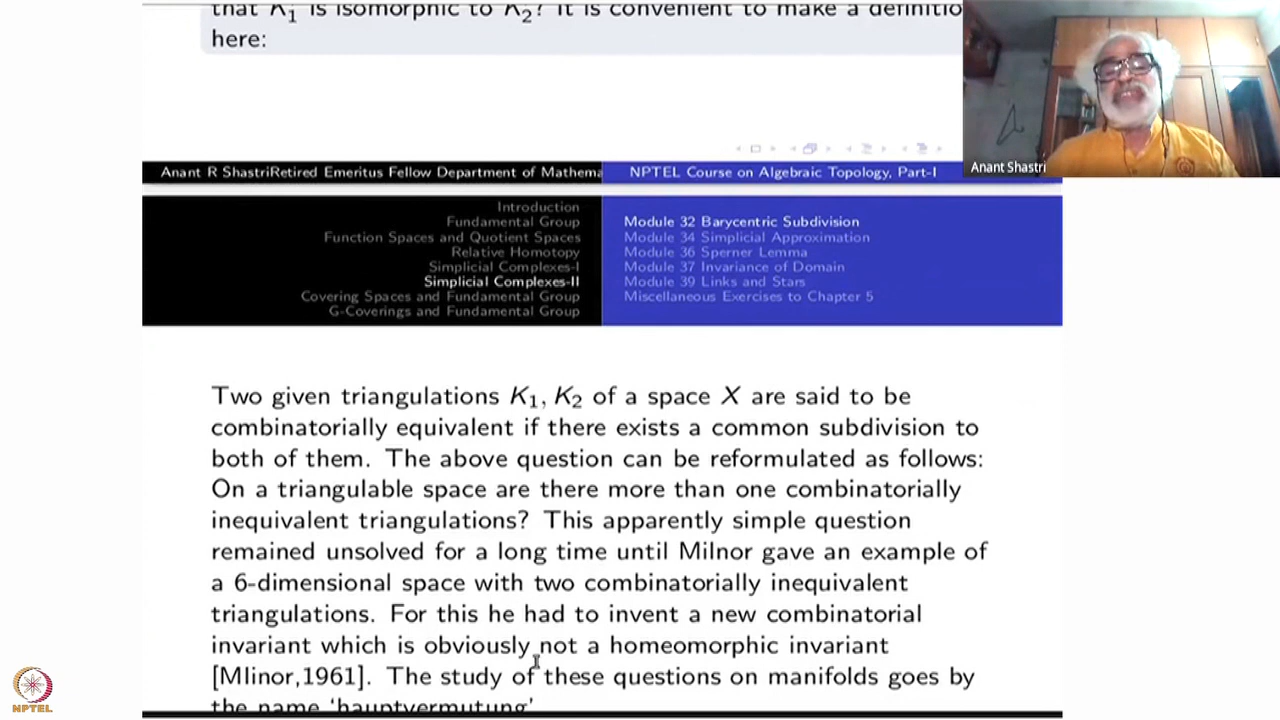 that K₁ is isomorphic to K₂? It is convenient to make a definitio
here:
Anant Shastri
Anant R ShastriRetired Emeritus Fellow Department of Mathema
NPTEL Course on Algebraic Topology, Part-I
Introduction
Fundamental Group
Function Spaces and Quotient Spaces
Relative Homotopy
Simplicial Complexes-I
Simplicial Complexes-II
Covering Spaces and Fundamental Group
G-Coverings and Fundamental Group
Module 32 Barycentric Subdivision
Module 34 Simplicial Approximation
Module 36 Sperner Lemma
Module 37 Invariance of Domain
Module 39 Links and Stars
Miscellaneous Exercises to Chapter 5
Two given triangulations K₁, K₂ of a space X are said to be
combinatorially equivalent if there exists a common subdivision to
both of them. The above question can be reformulated as follows:
On a triangulable space are there more than one combinatorially
inequivalent triangulations? This apparently simple question
remained unsolved for a long time until Milnor gave an example of
a 6-dimensional space with two combinatorially inequivalent
triangulations. For this he had to invent a new combinatorial
invariant which is obviously not a homeomorphic invariant
[Mlinor,1961]. The study of these questions on manifolds goes by
the name 'hauptvermutung'
NPTEL